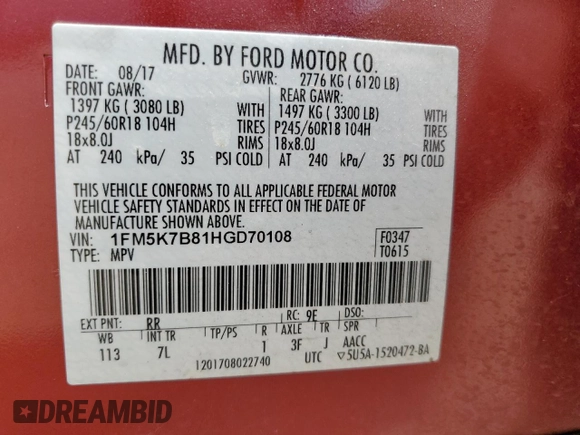 MFD. BY FORD MOTOR CO.
DATE: 08/17 GVWR: 2776 KG ( 6120 LB)
FRONT GAWR: REAR GAWR:
1397 KG ( 3080 LB) WITH 1497 KG ( 3300 LB) WITH
P245/60R18 104H TIRES P245/60R18 104H TIRES
18x8.0J RIMS 18x8.0J RIMS
AT 240 kPa/ 35 PSI COLD AT 240 kPa/ 35 PSI COLD
THIS VEHICLE CONFORMS TO ALL APPLICABLE FEDERAL MOTOR
VEHICLE SAFETY STANDARDS IN EFFECT ON THE DATE OF
MANUFACTURE SHOWN ABOVE.
VIN: 1FM5K7B81HGD70108 F0347
TYPE: MPV T0615
EXT PNT: RR RC: 9E DSO:
WB INT TR TP/PS R AXLE TR SPR
113 7L 1 3F J AACC
1201708022740 UTC ▽5U5A-1520472-BA
DREAMBID